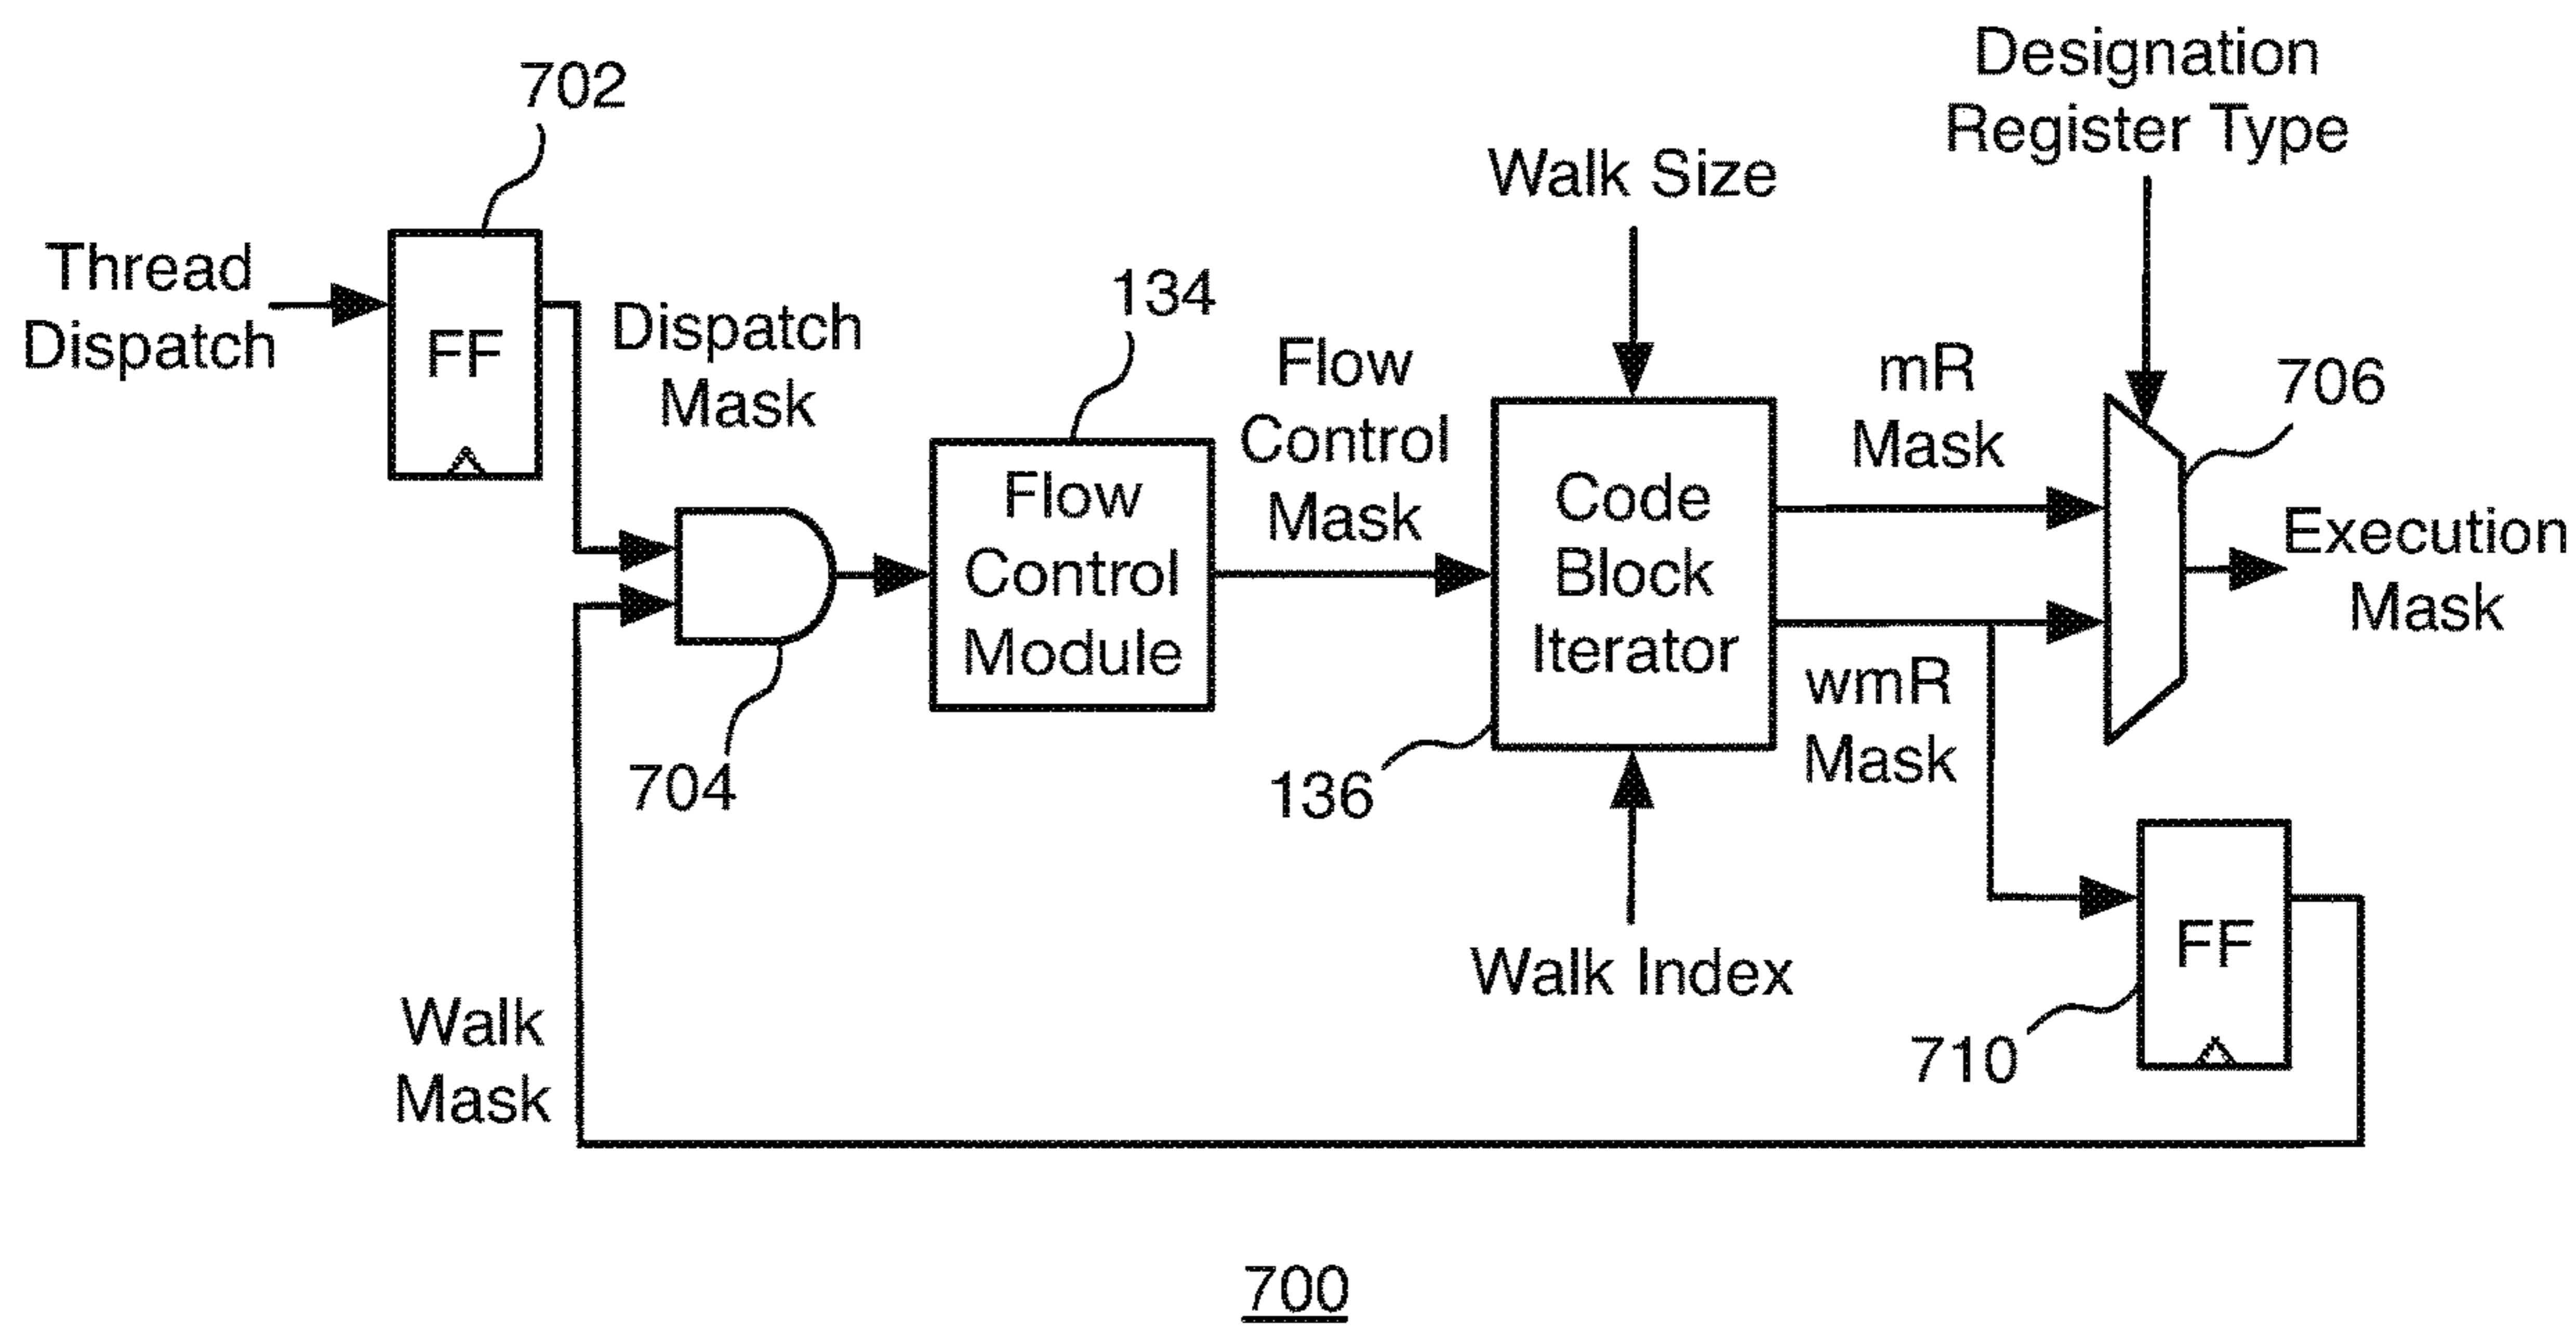 702
Thread
Dispatch
FF
Dispatch
Mask
704
134
Flow
Control
Module
Flow
Control
Mask
Walk Size
Code
Block
Iterator
136
Walk Index
mR
Mask
wmR
Mask
Designation
Register Type
706
Execution
Mask
FF
710
Walk
Mask
700